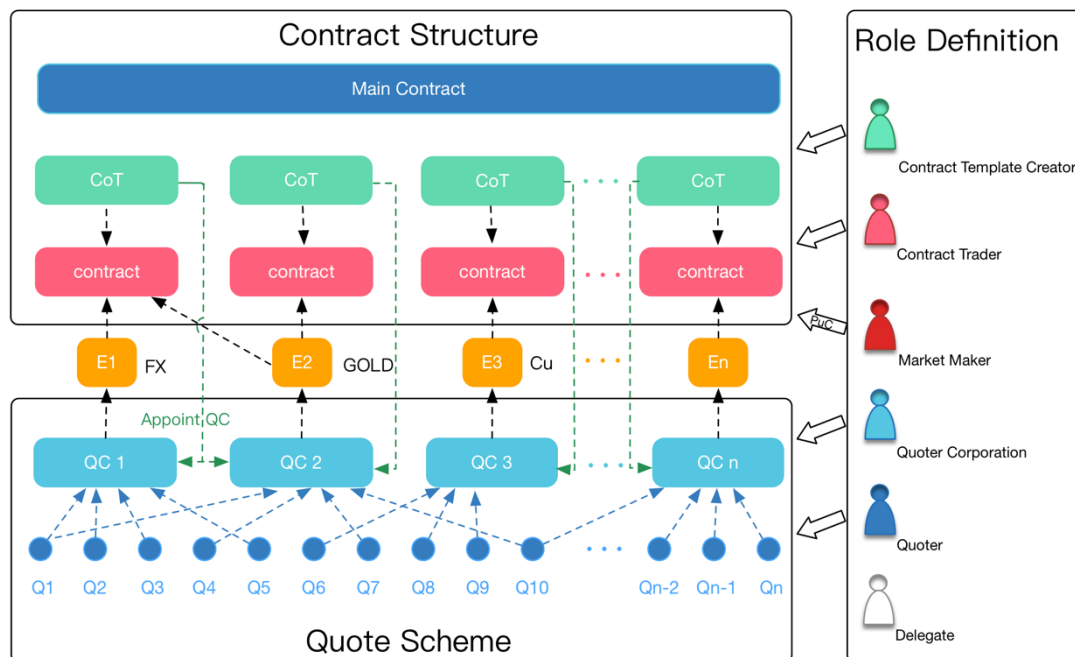 Contract Structure
Role Definition
Main Contract
Contract Template Creator
CoT CoT CoT CoT
Contract Trader
contract contract contract contract
PuC
Market Maker
E1 FX E2 GOLD E3 Cu En
Appoint QC
Quoter Corporation
QC 1 QC 2 QC 3 QC n
Quoter
Q1 Q2 Q3 Q4 Q5 Q6 Q7 Q8 Q9 Q10 Qn-2 Qn-1 Qn
Quote Scheme
Delegate